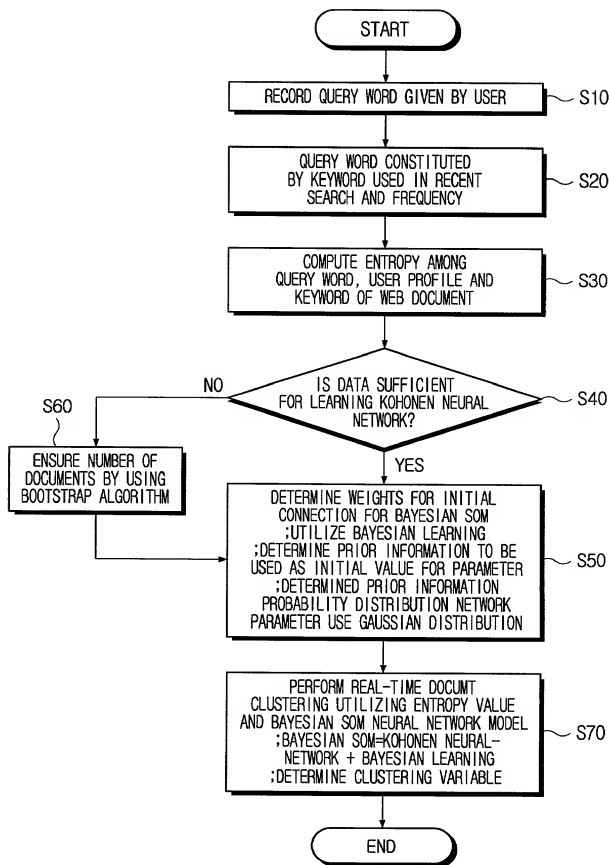 START
RECORD QUERY WORD GIVEN BY USER
S10
QUERY WORD CONSTITUTED
BY KEYWORD USED IN RECENT
SEARCH AND FREQUENCY
S20
COMPUTE ENTROPY AMONG
QUERY WORD, USER PROFILE AND
KEYWORD OF WEB DOCUMENT
S30
IS DATA SUFFICIENT
FOR LEARNING KOHONEN NEURAL
NETWORK?
S40
NO
S60
ENSURE NUMBER OF
DOCUMENTS BY USING
BOOTSTRAP ALGORITHM
YES
DETERMINE WEIGHTS FOR INITIAL
CONNECTION FOR BAYESIAN SOM
;UTILIZE BAYESIAN LEARNING
;DETERMINE PRIOR INFORMATION TO BE
USED AS INITIAL VALUE FOR PARAMETER
;DETERMINED PRIOR INFORMATION
PROBABILITY DISTRIBUTION NETWORK
PARAMETER USE GAUSSIAN DISTRIBUTION
S50
PERFORM REAL-TIME DOCUMT
CLUSTERING UTILIZING ENTROPY VALUE
AND BAYESIAN SOM NEURAL NETWORK MODEL
;BAYESIAN SOM=KOHONEN NEURAL-
NETWORK + BAYESIAN LEARNING
;DETERMINE CLUSTERING VARIABLE
S70
END